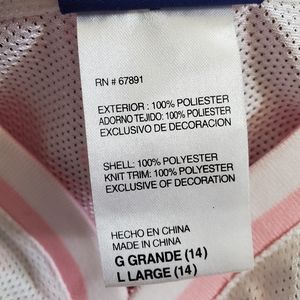 RN # 67891
EXTERIOR : 100% POLIESTER
ADORNO TEJIDO: 100% POLIESTER
EXCLUSIVO DE DECORACION
SHELL: 100% POLYESTER
KNIT TRIM: 100% POLYESTER
EXCLUSIVE OF DECORATION
HECHO EN CHINA
MADE IN CHINA
G GRANDE (14)
L LARGE (14)